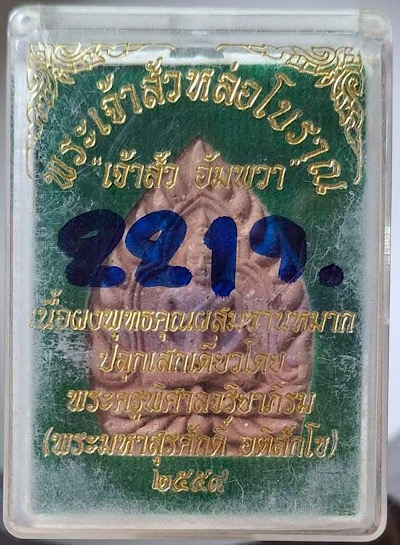 พระเจ้าสัวหล่อโบราณ
"เจ้าสัว อัมพวา"
เนื้อผงพุทธคุณผสมชานหมาก
ปลุกเสกเดี่ยวโดย
พระครูพิศาลจริยาภิรม
(พระมหาสุรศักดิ์ อติสักโข)
๒๕๕๙